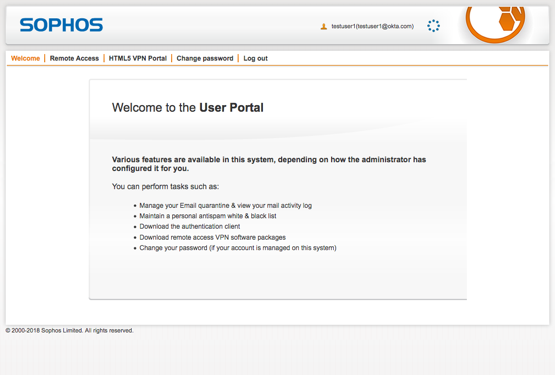 SOPHOS
testuser1(testuser1@okta.com)
Welcome | Remote Access | HTML5 VPN Portal | Change password | Log out
Welcome to the User Portal
Various features are available in this system, depending on how the administrator has
configured it for you.
You can perform tasks such as:
• Manage your Email quarantine & view your mail activity log
• Maintain a personal antispam white & black list
• Download the authentication client
• Download remote access VPN software packages
• Change your password (if your account is managed on this system)
© 2000-2018 Sophos Limited. All rights reserved.